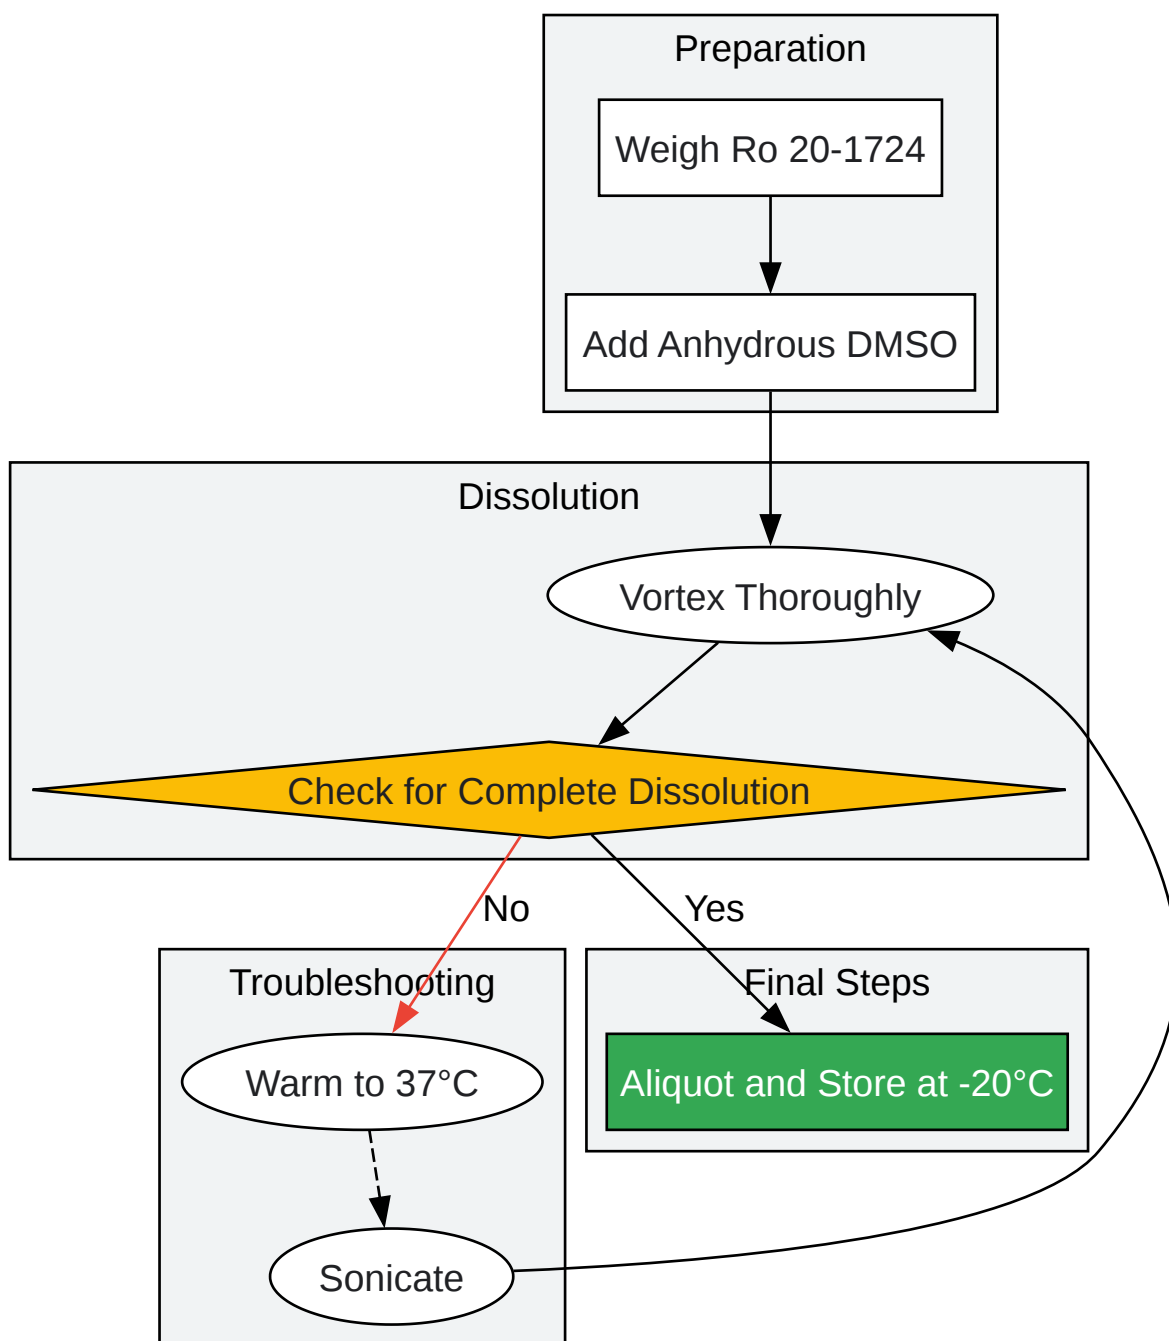 Preparation
Weigh Ro 20-1724
Add Anhydrous DMSO
Dissolution
Vortex Thoroughly
Check for Complete Dissolution
No
Yes
Troubleshooting
Final Steps
Warm to 37°C
Aliquot and Store at -20°C
Sonicate